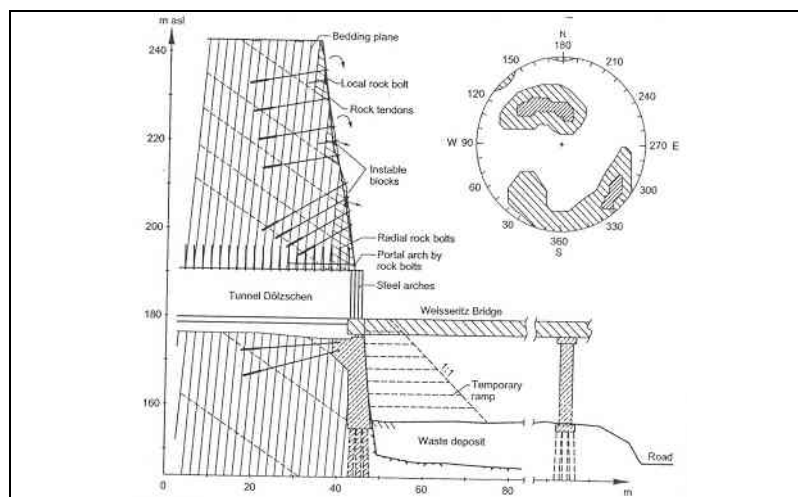 m asl
240
220
200
180
160
0
20
40
60
80
m
Bedding plane
Local rock bolt
Rock tendons
Instable
blocks
Radial rock bolts
Portal arch by
rock bolts
Steel arches
Tunnel Dölzschen
Weisseritz Bridge
1:1
Temporary
ramp
Waste deposit
Road
N
180
150
210
120
240
W 90
270 E
60
300
30
330
360
S